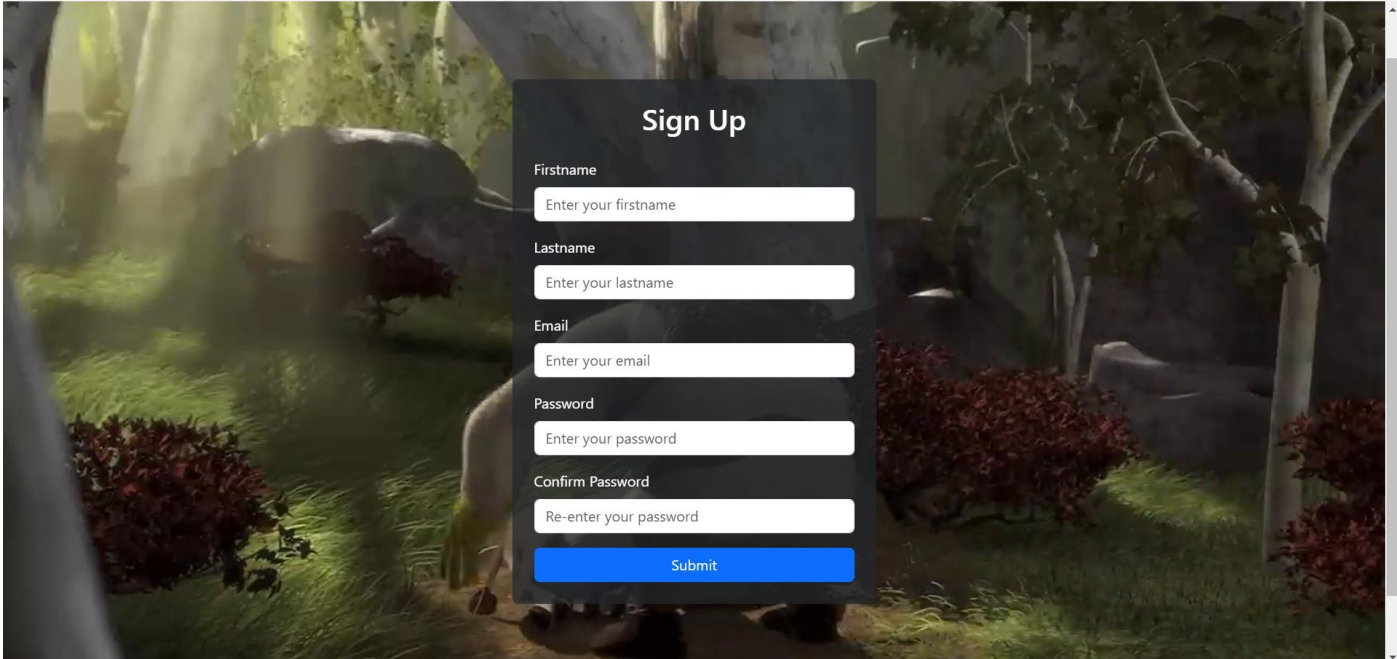 Sign Up
Firstname
Enter your firstname
Lastname
Enter your lastname
Email
Enter your email
Password
Enter your password
Confirm Password
Re-enter your password
Submit